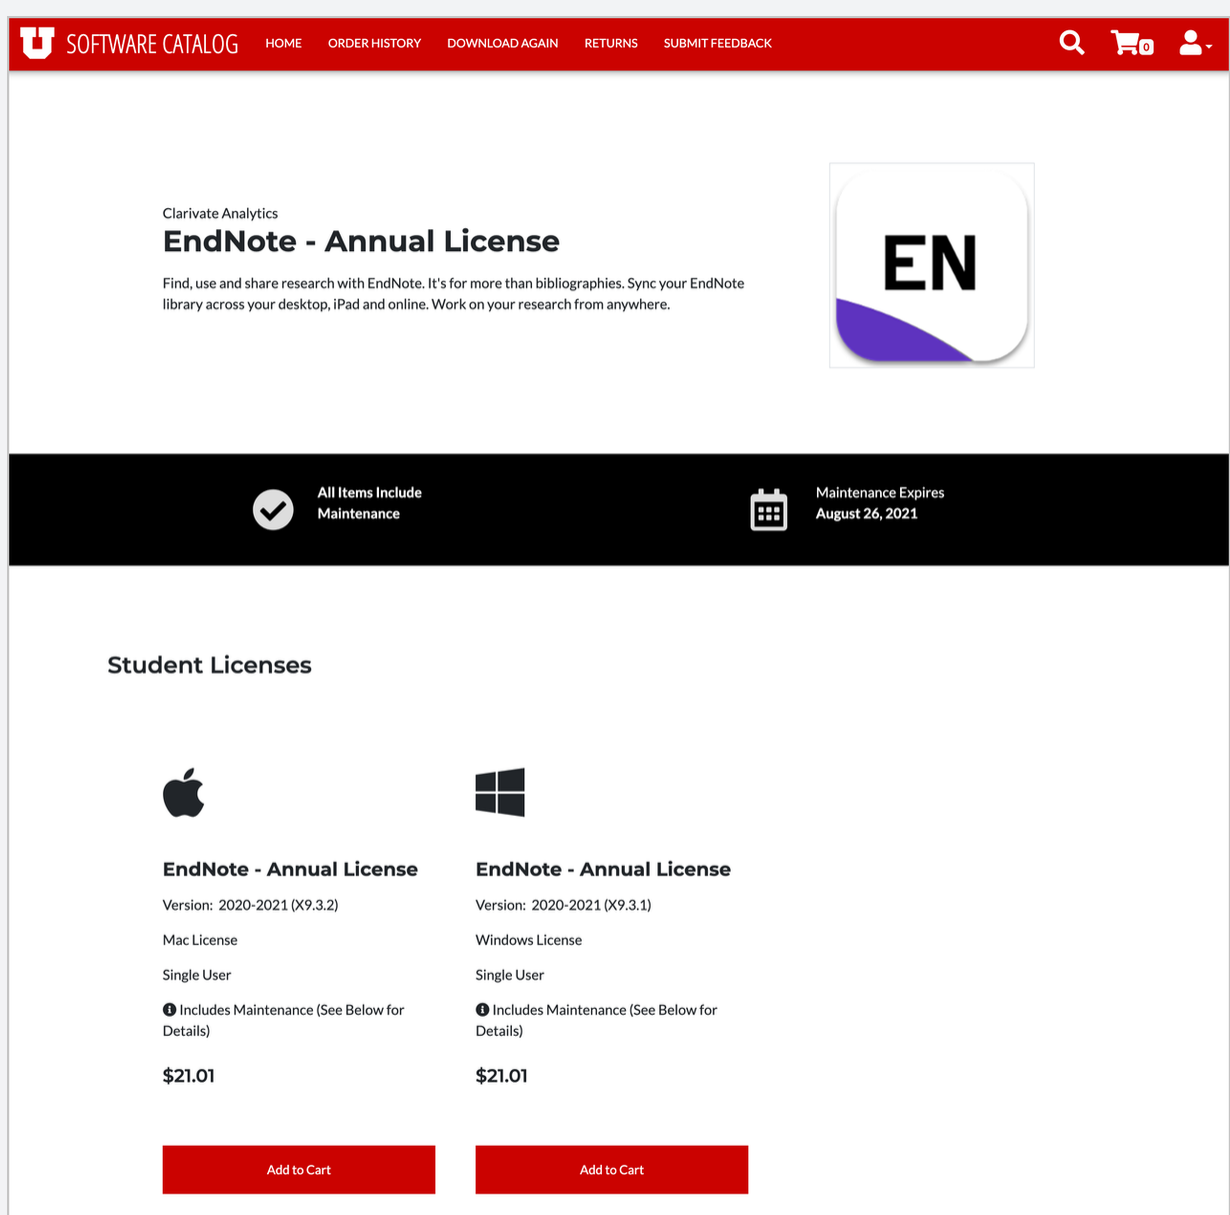 U SOFTWARE CATALOG HOME ORDER HISTORY DOWNLOAD AGAIN RETURNS SUBMIT FEEDBACK 0
Clarivate Analytics
EndNote - Annual License
Find, use and share research with EndNote. It's for more than bibliographies. Sync your EndNote
library across your desktop, iPad and online. Work on your research from anywhere.
EN
All Items Include
Maintenance
Maintenance Expires
August 26, 2021
Student Licenses
EndNote - Annual License
Version: 2020-2021 (X9.3.2)
Mac License
Single User
Includes Maintenance (See Below for
Details)
$21.01
Add to Cart
EndNote - Annual License
Version: 2020-2021 (X9.3.1)
Windows License
Single User
Includes Maintenance (See Below for
Details)
$21.01
Add to Cart